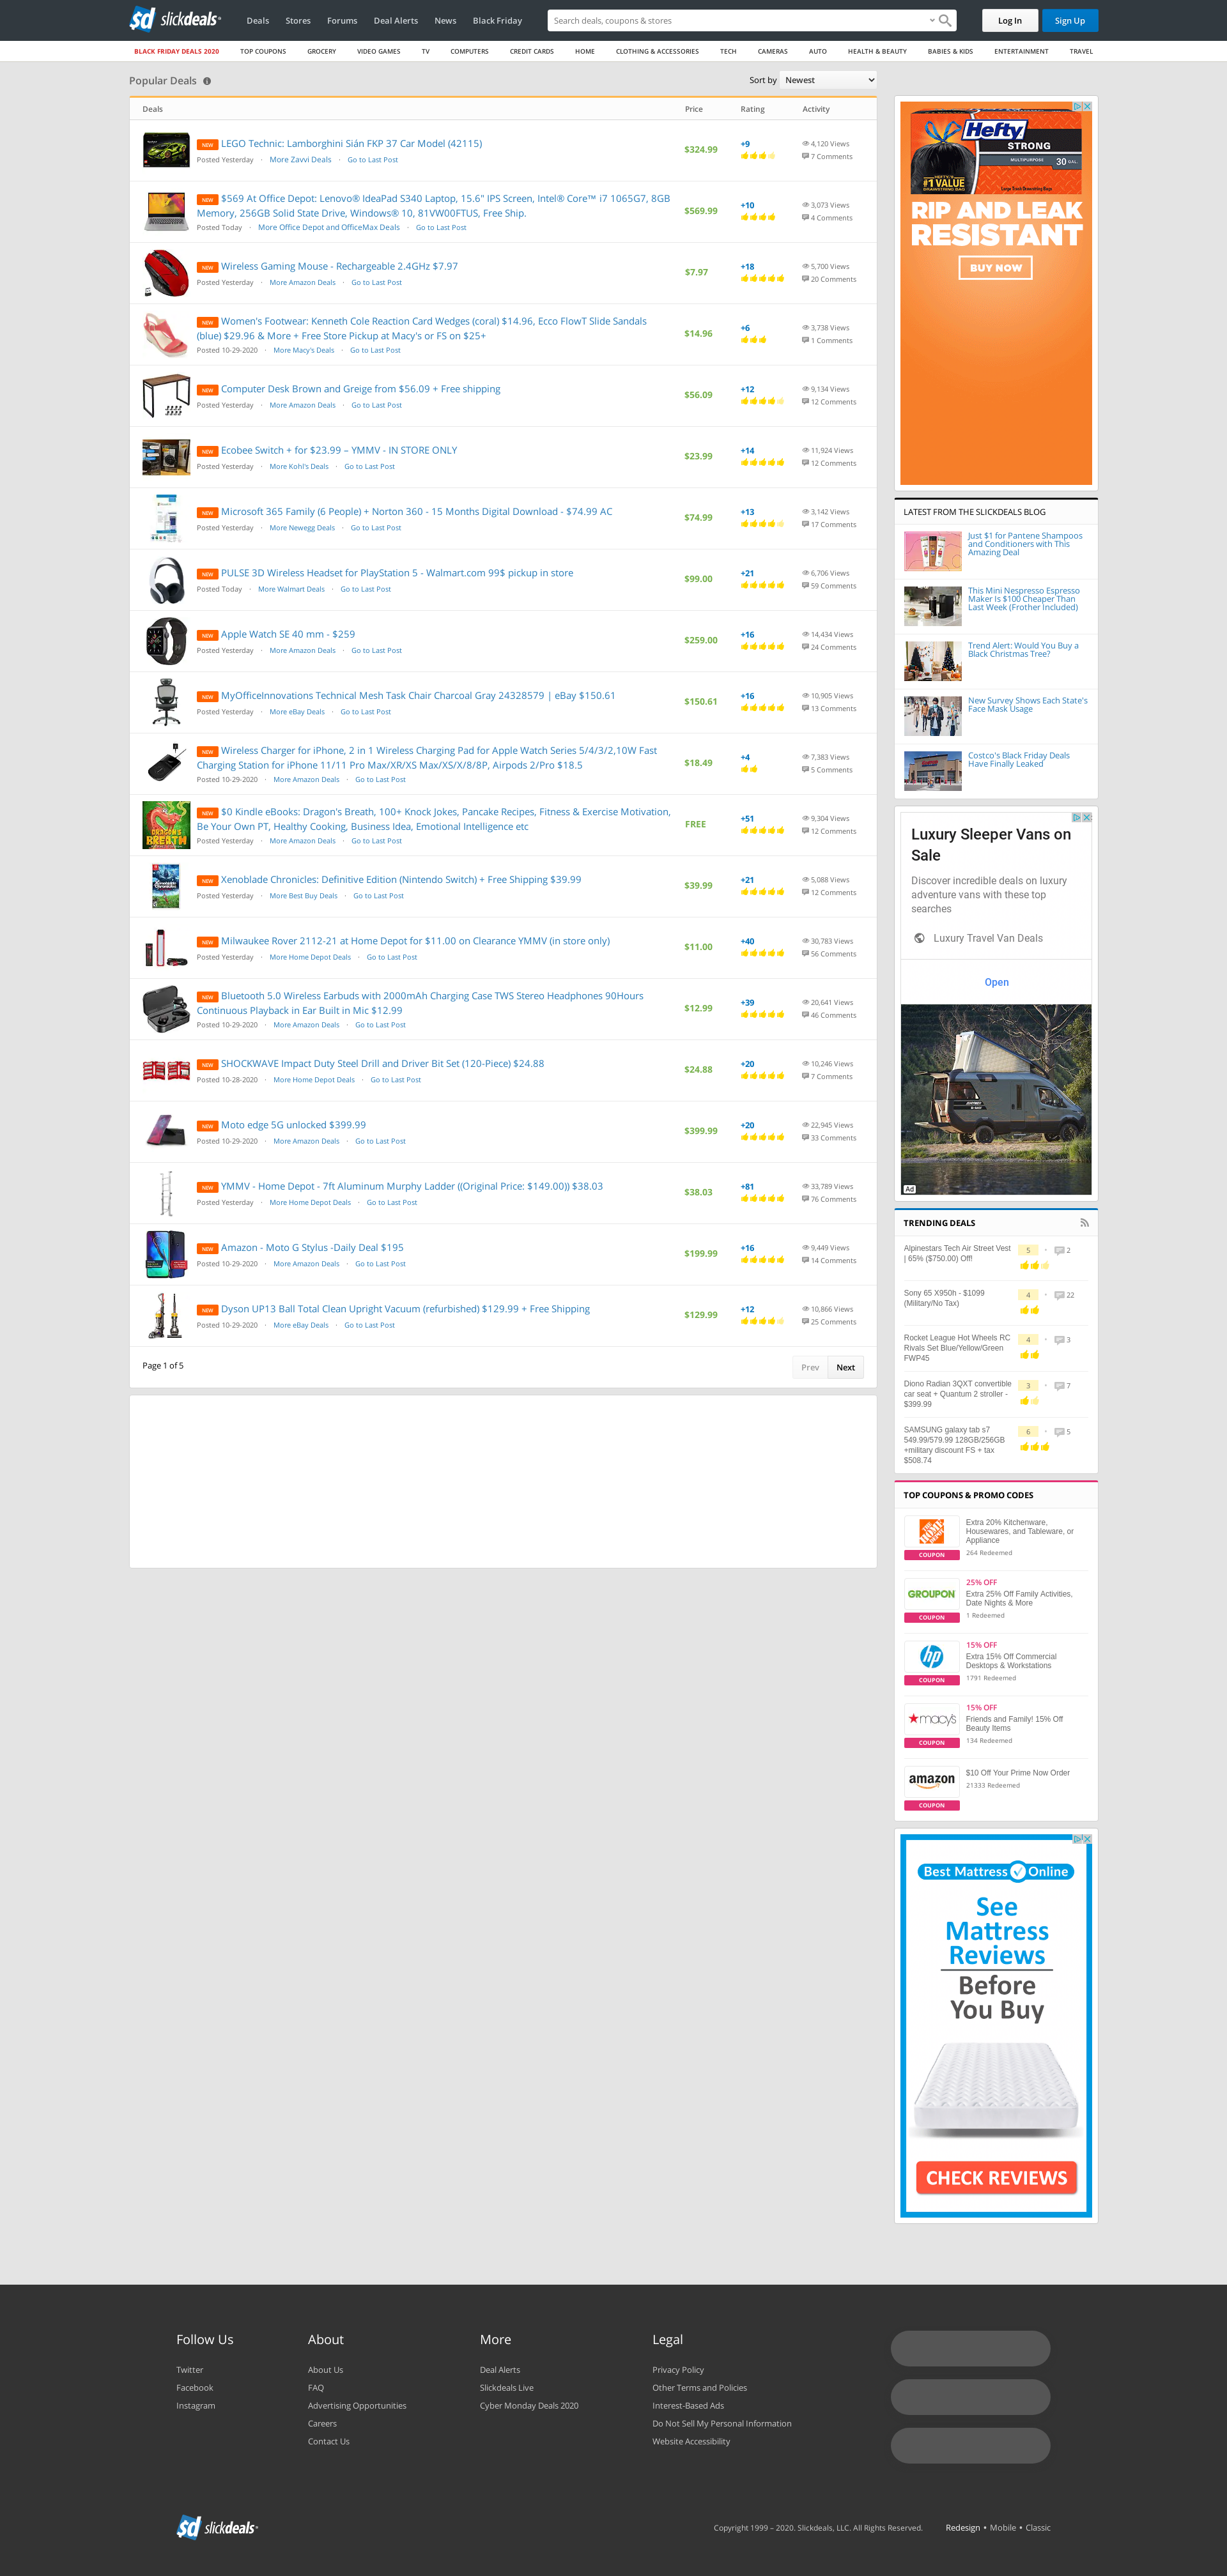 slickdeals
Deals
Stores
Forums
Deal Alerts
News
Black Friday
Search deals, coupons & stores
Log In
Sign Up
BLACK FRIDAY DEALS 2020
TOP COUPONS
GROCERY
VIDEO GAMES
TV
COMPUTERS
CREDIT CARDS
HOME
CLOTHING & ACCESSORIES
TECH
CAMERAS
AUTO
HEALTH & BEAUTY
BABIES & KIDS
ENTERTAINMENT
TRAVEL
Popular Deals
Sort by Newest
Deals Price Rating Activity
NEW LEGO Technic: Lamborghini Sián FKP 37 Car Model (42115)
Posted Yesterday · More Zavvi Deals · Go to Last Post
$324.99
+9
4,120 Views
7 Comments
NEW $569 At Office Depot: Lenovo® IdeaPad S340 Laptop, 15.6" IPS Screen, Intel® Core™ i7 1065G7, 8GB
Memory, 256GB Solid State Drive, Windows® 10, 81VW00FTUS, Free Ship.
Posted Today · More Office Depot and OfficeMax Deals · Go to Last Post
$569.99
+10
3,073 Views
4 Comments
NEW Wireless Gaming Mouse - Rechargeable 2.4GHz $7.97
Posted Yesterday · More Amazon Deals · Go to Last Post
$7.97
+18
5,700 Views
20 Comments
NEW Women's Footwear: Kenneth Cole Reaction Card Wedges (coral) $14.96, Ecco FlowT Slide Sandals
(blue) $29.96 & More + Free Store Pickup at Macy's or FS on $25+
Posted 10-29-2020 · More Macy's Deals · Go to Last Post
$14.96
+6
3,738 Views
1 Comments
NEW Computer Desk Brown and Greige from $56.09 + Free shipping
Posted Yesterday · More Amazon Deals · Go to Last Post
$56.09
+12
9,134 Views
12 Comments
NEW Ecobee Switch + for $23.99 – YMMV - IN STORE ONLY
Posted Yesterday · More Kohl's Deals · Go to Last Post
$23.99
+14
11,924 Views
12 Comments
NEW Microsoft 365 Family (6 People) + Norton 360 - 15 Months Digital Download - $74.99 AC
Posted Yesterday · More Newegg Deals · Go to Last Post
$74.99
+13
3,142 Views
17 Comments
NEW PULSE 3D Wireless Headset for PlayStation 5 - Walmart.com 99$ pickup in store
Posted Today · More Walmart Deals · Go to Last Post
$99.00
+21
6,706 Views
59 Comments
NEW Apple Watch SE 40 mm - $259
Posted Yesterday · More Amazon Deals · Go to Last Post
$259.00
+16
14,434 Views
24 Comments
NEW MyOfficeInnovations Technical Mesh Task Chair Charcoal Gray 24328579 | eBay $150.61
Posted Yesterday · More eBay Deals · Go to Last Post
$150.61
+16
10,905 Views
13 Comments
NEW Wireless Charger for iPhone, 2 in 1 Wireless Charging Pad for Apple Watch Series 5/4/3/2,10W Fast
Charging Station for iPhone 11/11 Pro Max/XR/XS Max/XS/X/8/8P, Airpods 2/Pro $18.5
Posted 10-29-2020 · More Amazon Deals · Go to Last Post
$18.49
+4
7,383 Views
5 Comments
DRAGON'S
BREATH
NEW $0 Kindle eBooks: Dragon's Breath, 100+ Knock Jokes, Pancake Recipes, Fitness & Exercise Motivation,
Be Your Own PT, Healthy Cooking, Business Idea, Emotional Intelligence etc
Posted Yesterday · More Amazon Deals · Go to Last Post
FREE
+51
9,304 Views
12 Comments
NEW Xenoblade Chronicles: Definitive Edition (Nintendo Switch) + Free Shipping $39.99
Posted Yesterday · More Best Buy Deals · Go to Last Post
$39.99
+21
5,088 Views
12 Comments
NEW Milwaukee Rover 2112-21 at Home Depot for $11.00 on Clearance YMMV (in store only)
Posted Yesterday · More Home Depot Deals · Go to Last Post
$11.00
+40
30,783 Views
56 Comments
NEW Bluetooth 5.0 Wireless Earbuds with 2000mAh Charging Case TWS Stereo Headphones 90Hours
Continuous Playback in Ear Built in Mic $12.99
Posted 10-29-2020 · More Amazon Deals · Go to Last Post
$12.99
+39
20,641 Views
46 Comments
NEW SHOCKWAVE Impact Duty Steel Drill and Driver Bit Set (120-Piece) $24.88
Posted 10-28-2020 · More Home Depot Deals · Go to Last Post
$24.88
+20
10,246 Views
7 Comments
NEW Moto edge 5G unlocked $399.99
Posted 10-29-2020 · More Amazon Deals · Go to Last Post
$399.99
+20
22,945 Views
33 Comments
NEW YMMV - Home Depot - 7ft Aluminum Murphy Ladder ((Original Price: $149.00)) $38.03
Posted Yesterday · More Home Depot Deals · Go to Last Post
$38.03
+81
33,789 Views
76 Comments
NEW Amazon - Moto G Stylus -Daily Deal $195
Posted 10-29-2020 · More Amazon Deals · Go to Last Post
$199.99
+16
9,449 Views
14 Comments
NEW Dyson UP13 Ball Total Clean Upright Vacuum (refurbished) $129.99 + Free Shipping
Posted 10-29-2020 · More eBay Deals · Go to Last Post
$129.99
+12
10,866 Views
25 Comments
Page 1 of 5
Prev
Next
Hefty
STRONG
MULTIPURPOSE
30 GAL.
#1 VALUE
DRAWSTRING BAG
Large Trash Drawstring Bags
RIP AND LEAK
RESISTANT
BUY NOW
LATEST FROM THE SLICKDEALS BLOG
Just $1 for Pantene Shampoos
and Conditioners with This
Amazing Deal
This Mini Nespresso Espresso
Maker Is $100 Cheaper Than
Last Week (Frother Included)
Trend Alert: Would You Buy a
Black Christmas Tree?
New Survey Shows Each State's
Face Mask Usage
Costco's Black Friday Deals
Have Finally Leaked
Luxury Sleeper Vans on
Sale
Discover incredible deals on luxury
adventure vans with these top
searches
Luxury Travel Van Deals
Open
Ad
TRENDING DEALS
Alpinestars Tech Air Street Vest
| 65% ($750.00) Off!
5 · 2
Sony 65 X950h - $1099
(Military/No Tax)
4 · 22
Rocket League Hot Wheels RC
Rivals Set Blue/Yellow/Green
FWP45
4 · 3
Diono Radian 3QXT convertible
car seat + Quantum 2 stroller -
$399.99
3 · 7
SAMSUNG galaxy tab s7
549.99/579.99 128GB/256GB
+military discount FS + tax
$508.74
6 · 5
TOP COUPONS & PROMO CODES
COUPON
Extra 20% Kitchenware,
Housewares, and Tableware, or
Appliance
264 Redeemed
GROUPON
COUPON
25% OFF
Extra 25% Off Family Activities,
Date Nights & More
1 Redeemed
hp
COUPON
15% OFF
Extra 15% Off Commercial
Desktops & Workstations
1791 Redeemed
macy's
COUPON
15% OFF
Friends and Family! 15% Off
Beauty Items
134 Redeemed
amazon
COUPON
$10 Off Your Prime Now Order
21333 Redeemed
Best Mattress Online
See
Mattress
Reviews
Before
You Buy
CHECK REVIEWS
Follow Us
Twitter
Facebook
Instagram
About
About Us
FAQ
Advertising Opportunities
Careers
Contact Us
More
Deal Alerts
Slickdeals Live
Cyber Monday Deals 2020
Legal
Privacy Policy
Other Terms and Policies
Interest-Based Ads
Do Not Sell My Personal Information
Website Accessibility
slickdeals
Copyright 1999 – 2020. Slickdeals, LLC. All Rights Reserved.
Redesign • Mobile • Classic